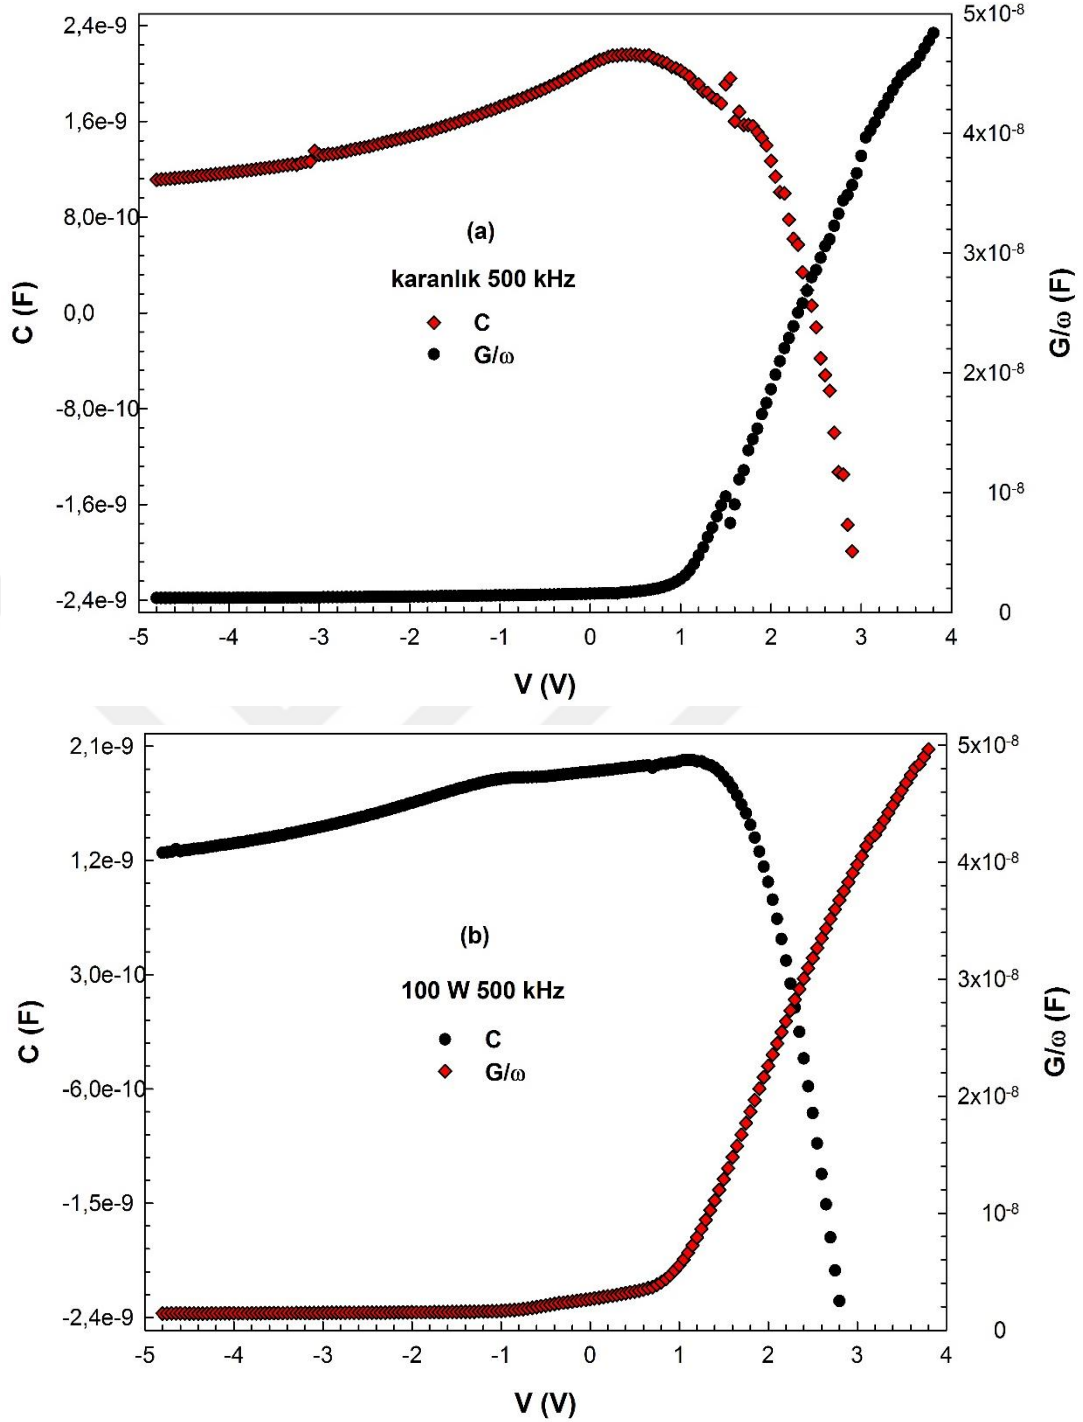 2,4e-9
1,6e-9
8,0e-10
0,0
-8,0e-10
-1,6e-9
-2,4e-9
C (F)
5x10-8
4x10-8
3x10-8
2x10-8
10-8
0
G/ω (F)
(a)
karanlık 500 kHz
C
G/ω
-5 -4 -3 -2 -1 0 1 2 3 4
V (V)
2,1e-9
1,2e-9
3,0e-10
-6,0e-10
-1,5e-9
-2,4e-9
C (F)
5x10-8
4x10-8
3x10-8
2x10-8
10-8
0
G/ω (F)
(b)
100 W 500 kHz
C
G/ω
-5 -4 -3 -2 -1 0 1 2 3 4
V (V)